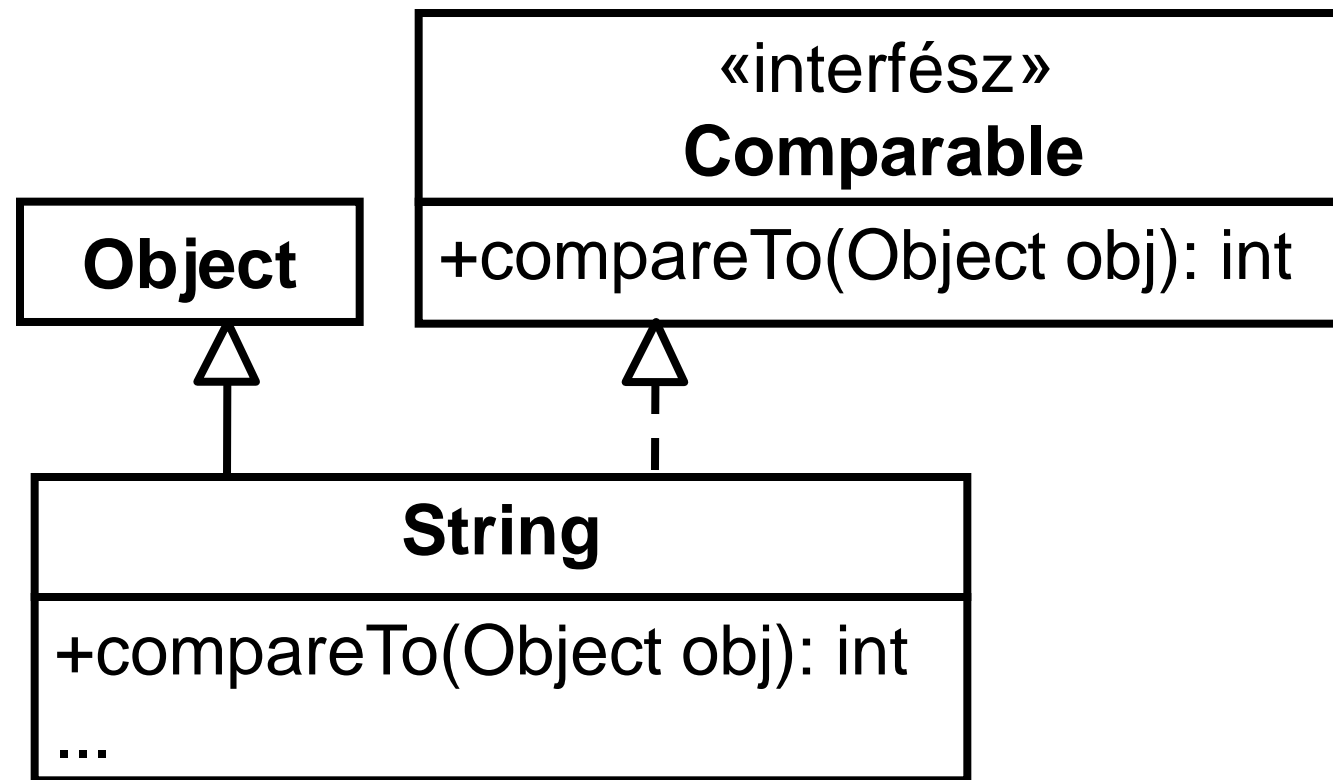 «interfész»
Comparable
+compareTo(Object obj): int
Object
String
+compareTo(Object obj): int
...